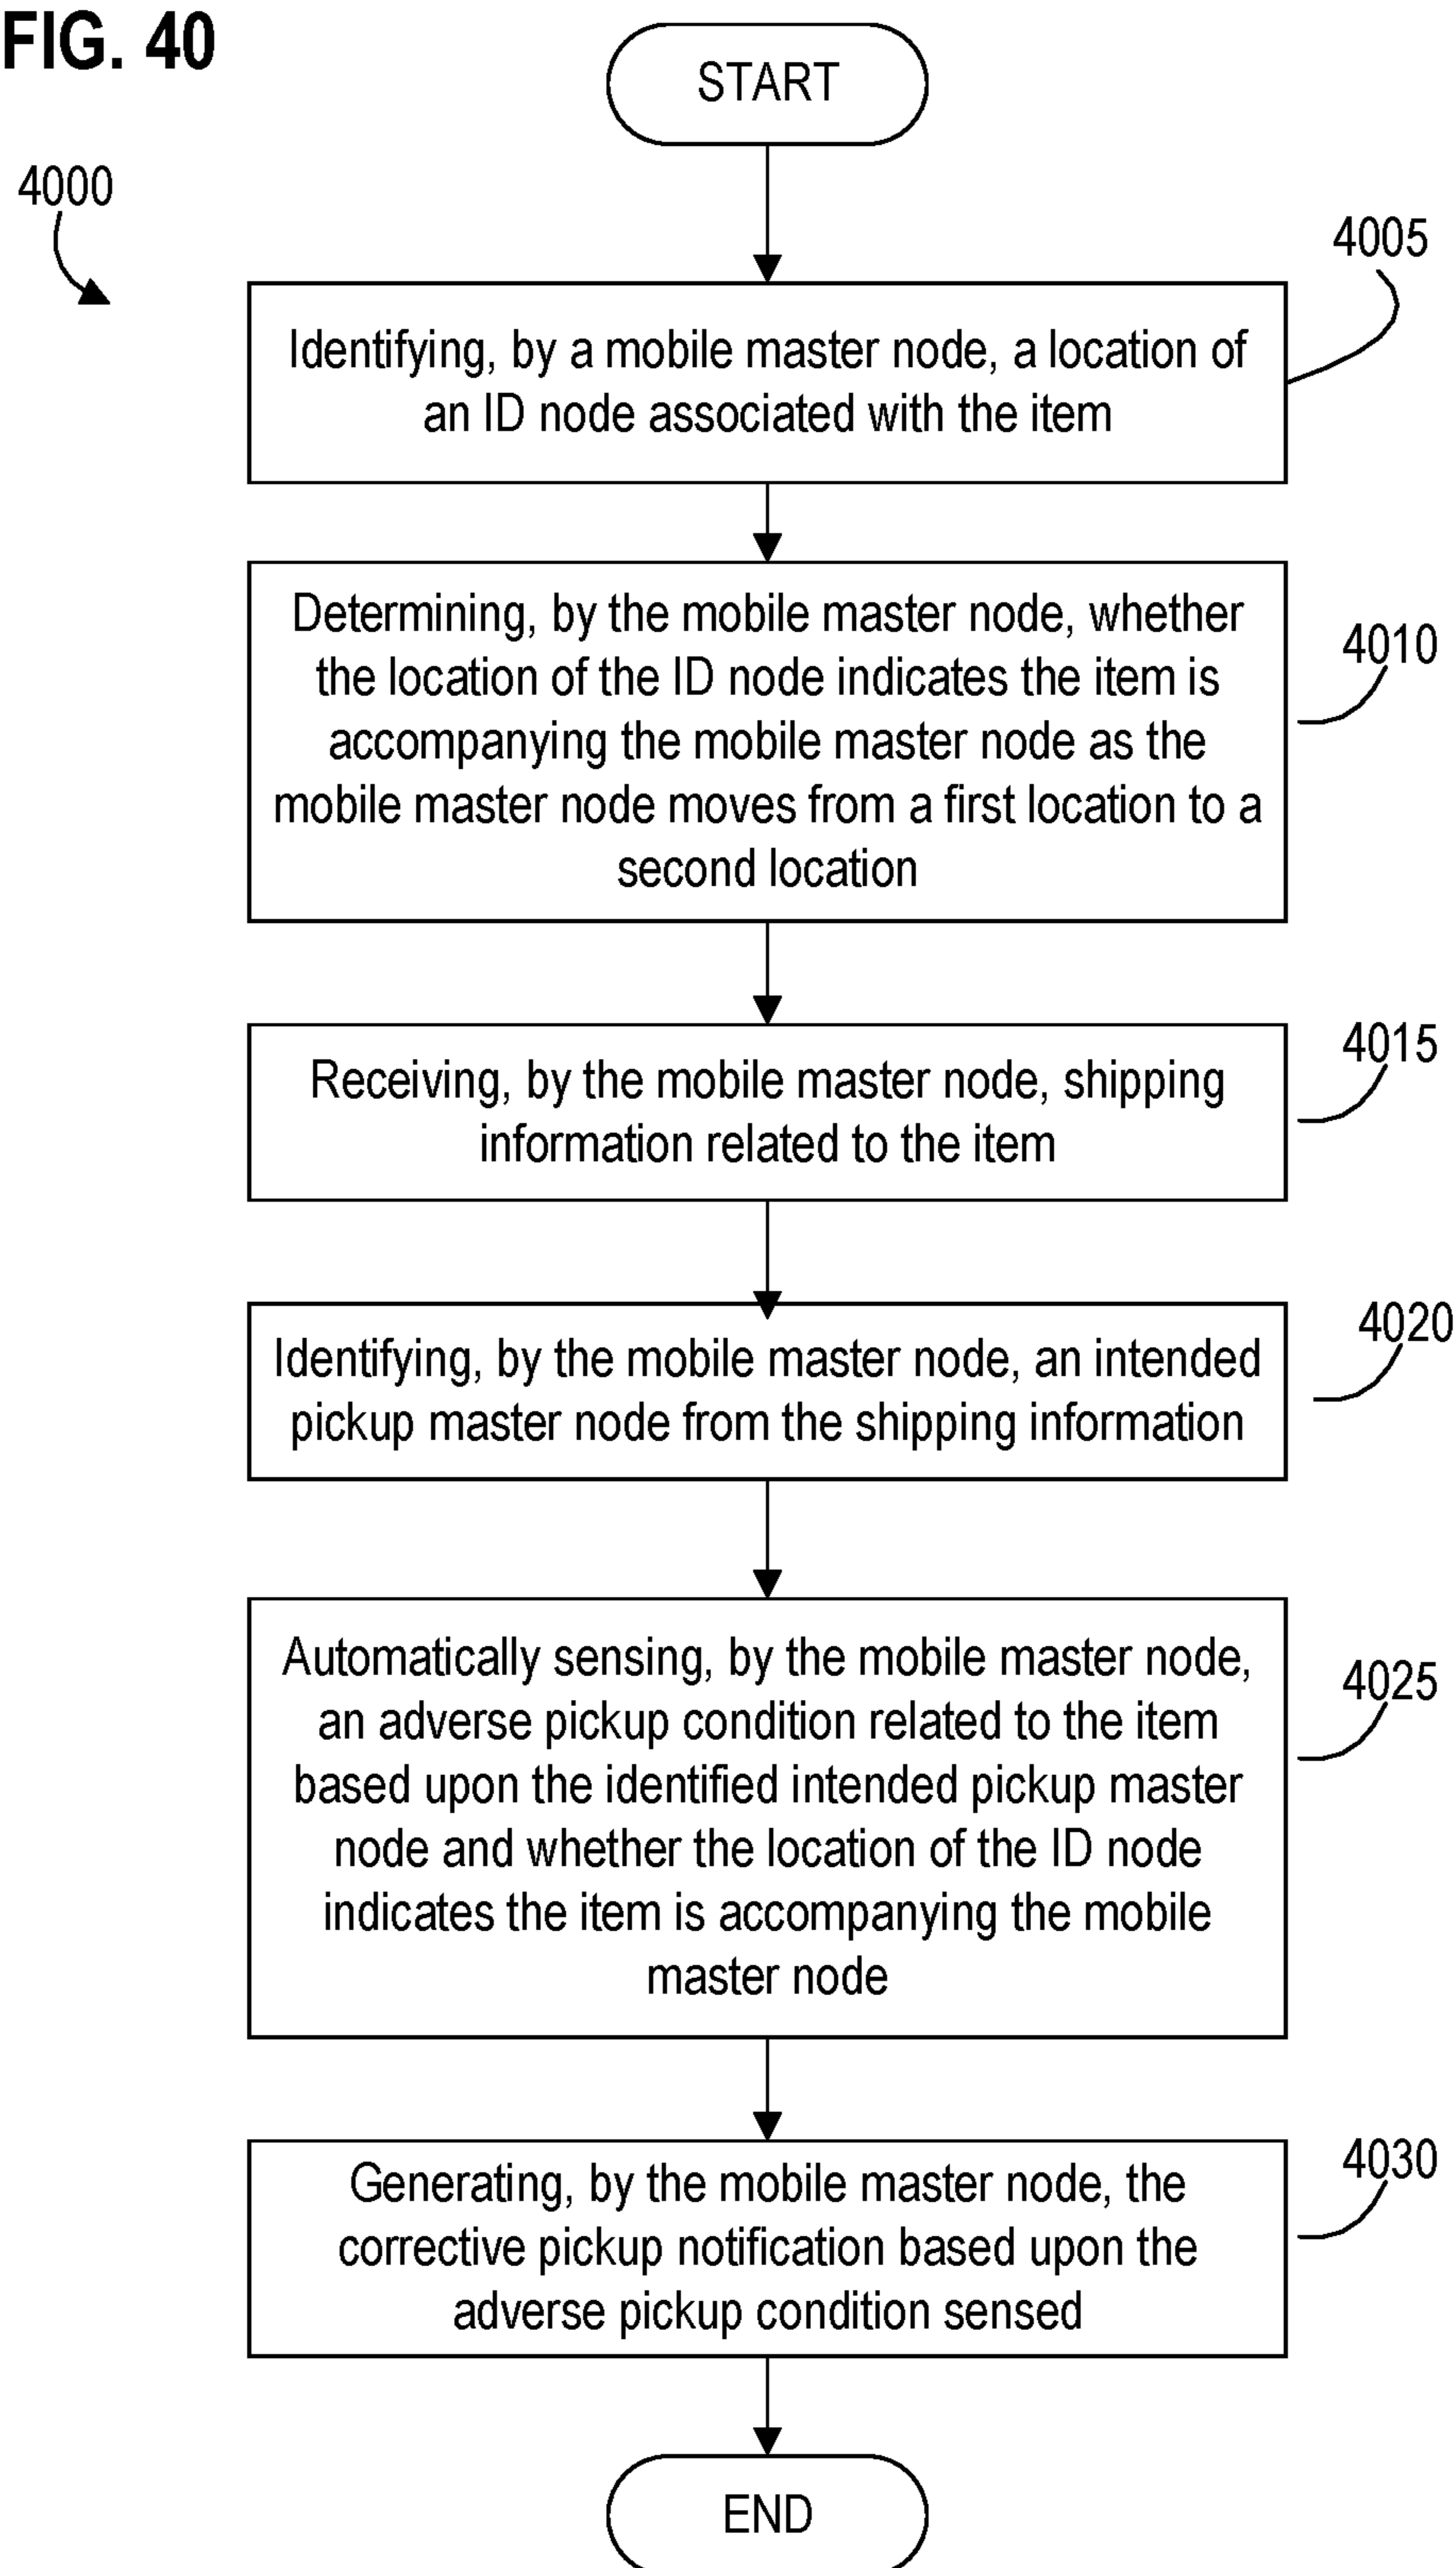 FIG. 40
START
4000
4005
Identifying, by a mobile master node, a location of
an ID node associated with the item
Determining, by the mobile master node, whether
the location of the ID node indicates the item is
accompanying the mobile master node as the
mobile master node moves from a first location to a
second location
4010
Receiving, by the mobile master node, shipping
information related to the item
4015
Identifying, by the mobile master node, an intended
pickup master node from the shipping information
4020
Automatically sensing, by the mobile master node,
an adverse pickup condition related to the item
based upon the identified intended pickup master
node and whether the location of the ID node
indicates the item is accompanying the mobile
master node
4025
Generating, by the mobile master node, the
corrective pickup notification based upon the
adverse pickup condition sensed
4030
END